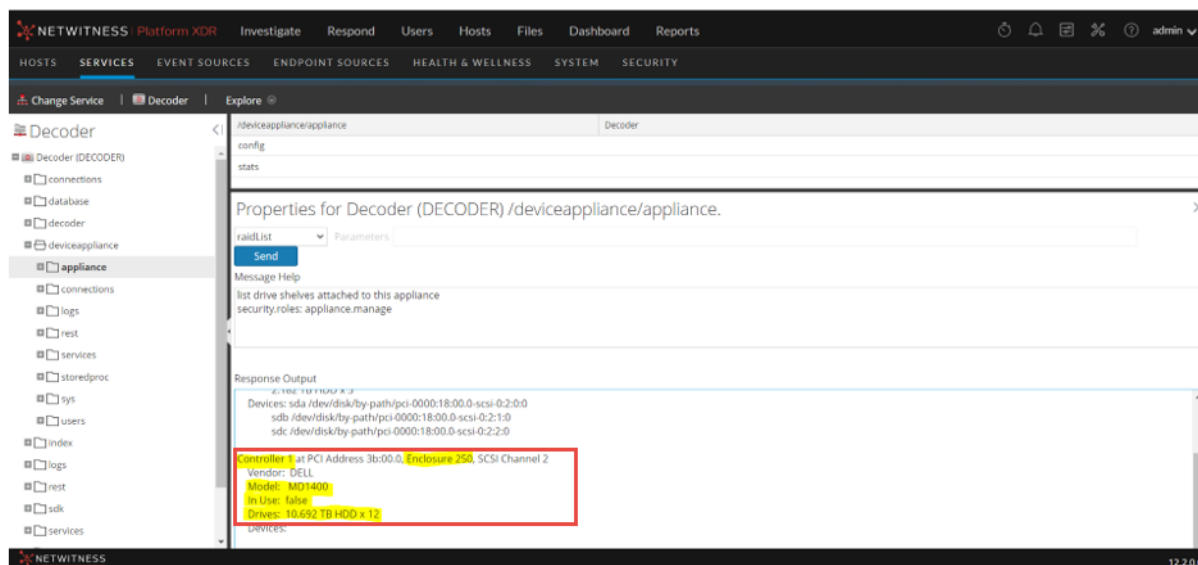 NETWITNESS Platform XDR Investigate Respond Users Hosts Files Dashboard Reports admin
HOSTS SERVICES EVENT SOURCES ENDPOINT SOURCES HEALTH & WELLNESS SYSTEM SECURITY
Change Service | Decoder | Explore
Decoder
Decoder (DECODER)
connections
database
decoder
deviceappliance
appliance
connections
logs
rest
services
storedproc
sys
users
index
logs
rest
sdk
services
/deviceappliance/appliance Decoder
config
stats
Properties for Decoder (DECODER) /deviceappliance/appliance.
raidList Parameters
Send
Message Help
list drive shelves attached to this appliance
security.roles: appliance.manage
Response Output
2.182 TB HDD x 3
Devices: sda /dev/disk/by-path/pci-0000:18:00.0-scsi-0:2:0:0
sdb /dev/disk/by-path/pci-0000:18:00.0-scsi-0:2:1:0
sdc /dev/disk/by-path/pci-0000:18:00.0-scsi-0:2:2:0
Controller 1 at PCI Address 3b:00.0, Enclosure 250, SCSI Channel 2
Vendor: DELL
Model: MD1400
In Use: false
Drives: 10.692 TB HDD x 12
Devices:
NETWITNESS 12.2.0